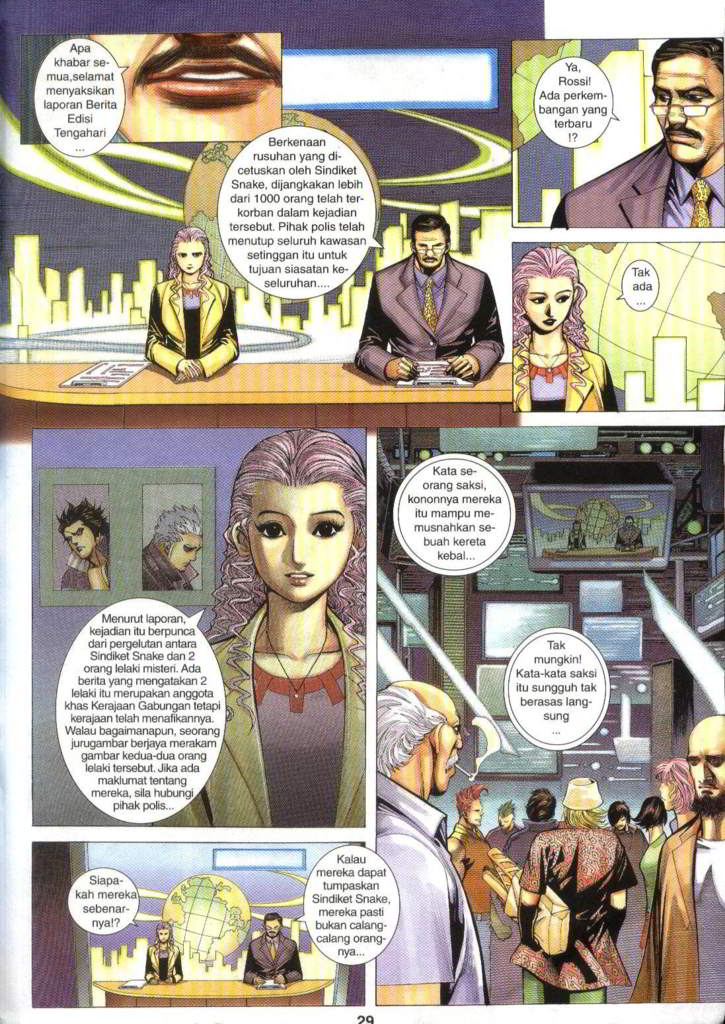 Apa
khabar se-
mua,selamat
menyaksikan
laporan Berita
Edisi
Tengahari
...
Berkenaan
rusuhan yang di-
cetuskan oleh Sindiket
Snake, dijangkakan lebih
dari 1000 orang telah ter-
korban dalam kejadian
tersebut. Pihak polis telah
menutup seluruh kawasan
setinggan itu untuk
tujuan siasatan ke-
seluruhan....
Ya,
Rossi!
Ada perkem-
bangan yang
terbaru
!?
Tak
ada
...
Menurut laporan,
kejadian itu berpunca
dari pergelutan antara
Sindiket Snake dan 2
orang lelaki misteri. Ada
berita yang mengatakan 2
lelaki itu merupakan anggota
khas Kerajaan Gabungan tetapi
kerajaan telah menafikannya.
Walau bagaimanapun, seorang
jurugambar berjaya merakam
gambar kedua-dua orang
lelaki tersebut. Jika ada
maklumat tentang
mereka, sila hubungi
pihak polis...
Kata se-
orang saksi,
kononnya mereka
itu mampu me-
musnahkan se-
buah kereta
kebal...
Tak
mungkin!
Kata-kata saksi
itu sungguh tak
berasas lang-
sung
...
Siapa-
kah mereka
sebenar-
nya!?
Kalau
mereka dapat
tumpaskan
Sindiket Snake,
mereka pasti
bukan calang-
calang orang-
nya...
29